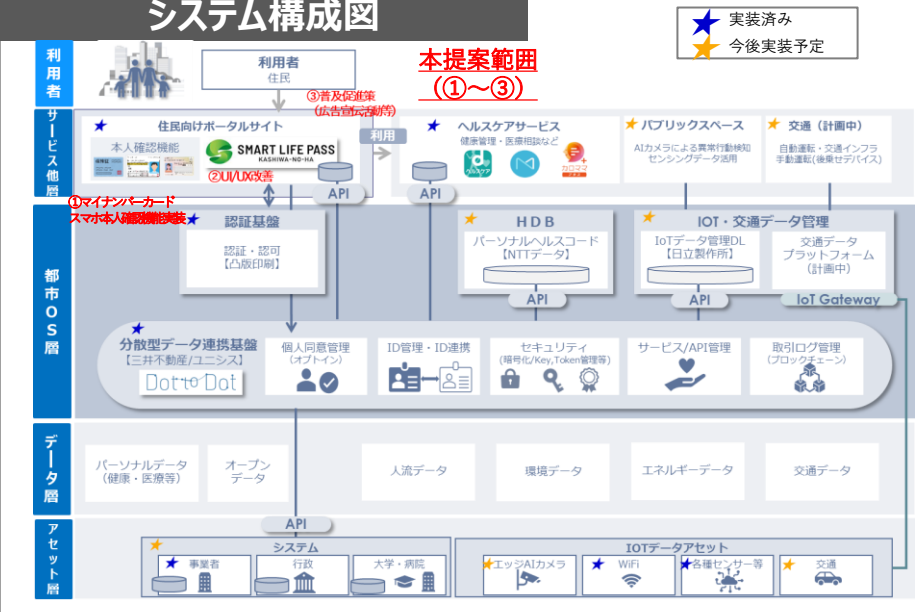 システム構成図
実装済み
今後実装予定
本提案範囲
(①～③)
利用者
利用者
住民
③普及促進策
(広告宣伝活動等)
サービス他層
住民向けポータルサイト
本人確認機能
SMART LIFE PASS
KASHIWA-NO-HA
②UI/UX改善
API
利用
ヘルスケアサービス
健康管理・医療相談など
カロママ
API
パブリックスペース
AIカメラによる異常行動検知
センシングデータ活用
交通（計画中）
自動運転・交通インフラ
手動運転(後乗せデバイス)
①マイナンバーカード
スマホ本人確認機能実装
都市OS層
認証基盤
認証・認可
【凸版印刷】
HDB
パーソナルヘルスコード
【NTTデータ】
API
IOT・交通データ管理
IoTデータ管理DL
【日立製作所】
API
交通データ
プラットフォーム
（計画中）
IoT Gateway
分散型データ連携基盤
【三井不動産/ユニシス】
Dot to Dot
個人同意管理
(オプトイン)
ID管理・ID連携
セキュリティ
(暗号化/Key,Token管理等)
サービス/API管理
取引ログ管理
(ブロックチェーン)
データ層
パーソナルデータ
（健康・医療等）
オープン
データ
人流データ
環境データ
エネルギーデータ
交通データ
アセット層
API
システム
事業者
行政
大学・病院
IOTデータアセット
エッジAIカメラ
WiFi
各種センサー等
交通